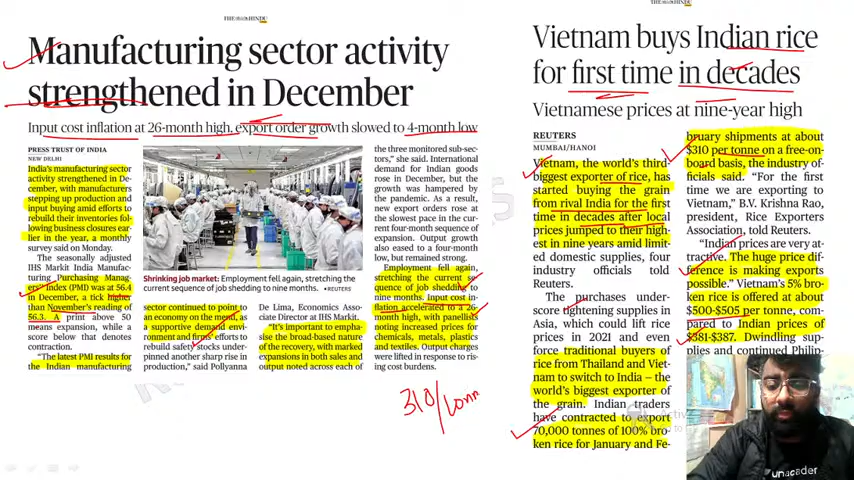 THE HINDU
Manufacturing sector activity
strengthened in December
Input cost inflation at 26-month high, export order growth slowed to 4-month low
PRESS TRUST OF INDIA
NEW DELHI
India's manufacturing sector
activity strengthened in De-
cember, with manufacturers
stepping up production and
input buying amid efforts to
rebuild their inventories fol-
lowing business closures ear-
lier in the year, a monthly
survey said on Monday.
The seasonally adjusted
IHS Markit India Manufac-
turing Purchasing Manag-
ers' Index (PMI) was at 56.4
in December, a tick higher
than November's reading of
56.3. A print above 50
means expansion, while a
score below that denotes
contraction.
"The latest PMI results for
the Indian manufacturing
Shrinking job market: Employment fell again, stretching the
current sequence of job shedding to nine months. • REUTERS
sector continued to point to
an economy on the mend, as
a supportive demand envi-
ronment and firms' efforts to
rebuild safety stocks under-
pinned another sharp rise in
production," said Pollyanna
De Lima, Economics Asso-
ciate Director at IHS Markit.
"It's important to empha-
sise the broad-based nature
of the recovery, with marked
expansions in both sales and
output noted across each of
the three monitored sub-sec-
tors," she said. International
demand for Indian goods
rose in December, but the
growth was hampered by
the pandemic. As a result,
new export orders rose at
the slowest pace in the cur-
rent four-month sequence of
expansion. Output growth
also eased to a four-month
low, but remained strong.
Employment fell again,
stretching the current se-
quence of job shedding to
nine months. Input cost in-
flation accelerated to a 26-
month high, with panellists
noting increased prices for
chemicals, metals, plastics
and textiles. Output charges
were lifted in response to ris-
ing cost burdens.
310/tonn
THE HINDU
Vietnam buys Indian rice
for first time in decades
Vietnamese prices at nine-year high
REUTERS
MUMBAI/HANOI
Vietnam, the world's third-
biggest exporter of rice, has
started buying the grain
from rival India for the first
time in decades after local
prices jumped to their high-
est in nine years amid limit-
ed domestic supplies, four
industry officials told
Reuters.
The purchases under-
score tightening supplies in
Asia, which could lift rice
prices in 2021 and even
force traditional buyers of
rice from Thailand and Viet-
nam to switch to India – the
world's biggest exporter of
the grain. Indian traders
have contracted to export
70,000 tonnes of 100% bro-
ken rice for January and Fe-
bruary shipments at about
$310 per tonne on a free-on-
board basis, the industry of-
ficials said. "For the first
time we are exporting to
Vietnam," B.V. Krishna Rao,
president, Rice Exporters
Association, told Reuters.
"Indian prices are very at-
tractive. The huge price dif-
ference is making exports
possible." Vietnam's 5% bro-
ken rice is offered at about
$500-$505 per tonne, com-
pared to Indian prices of
$381-$387. Dwindling sup-
plies and continued Philip-
unacader